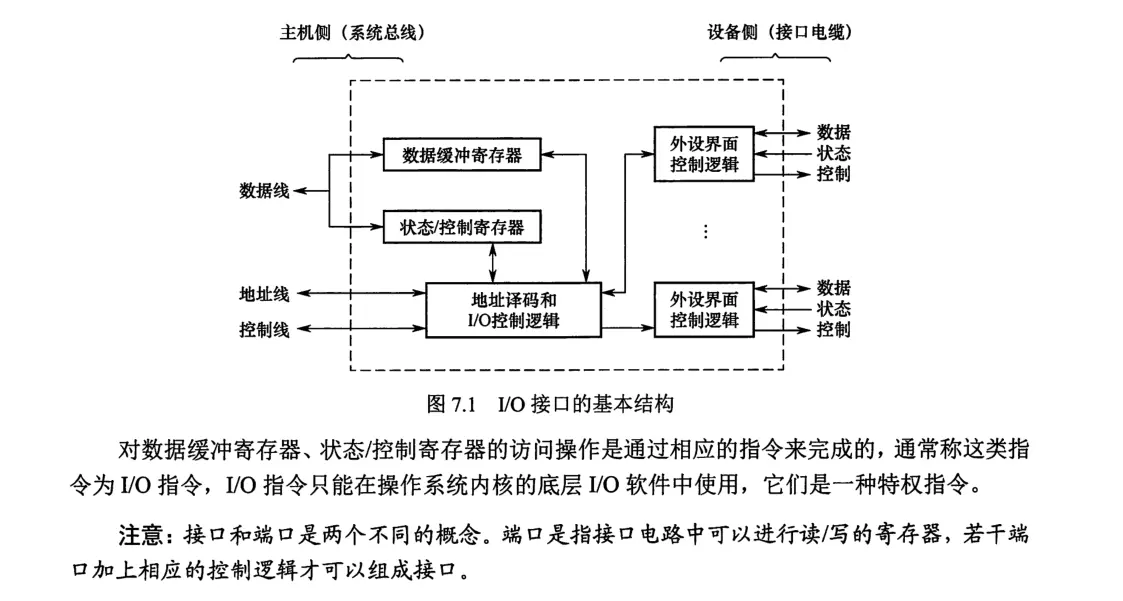 主机侧（系统总线）
设备侧（接口电缆）
数据缓冲寄存器
外设界面
控制逻辑
数据
状态
控制
数据线
状态/控制寄存器
⋮
地址线
控制线
地址译码和
I/O控制逻辑
外设界面
控制逻辑
数据
状态
控制
图 7.1 I/O 接口的基本结构
对数据缓冲寄存器、状态/控制寄存器的访问操作是通过相应的指令来完成的，通常称这类指
令为 I/O 指令，I/O 指令只能在操作系统内核的底层 I/O 软件中使用，它们是一种特权指令。
注意：接口和端口是两个不同的概念。端口是指接口电路中可以进行读/写的寄存器，若干端
口加上相应的控制逻辑才可以组成接口。